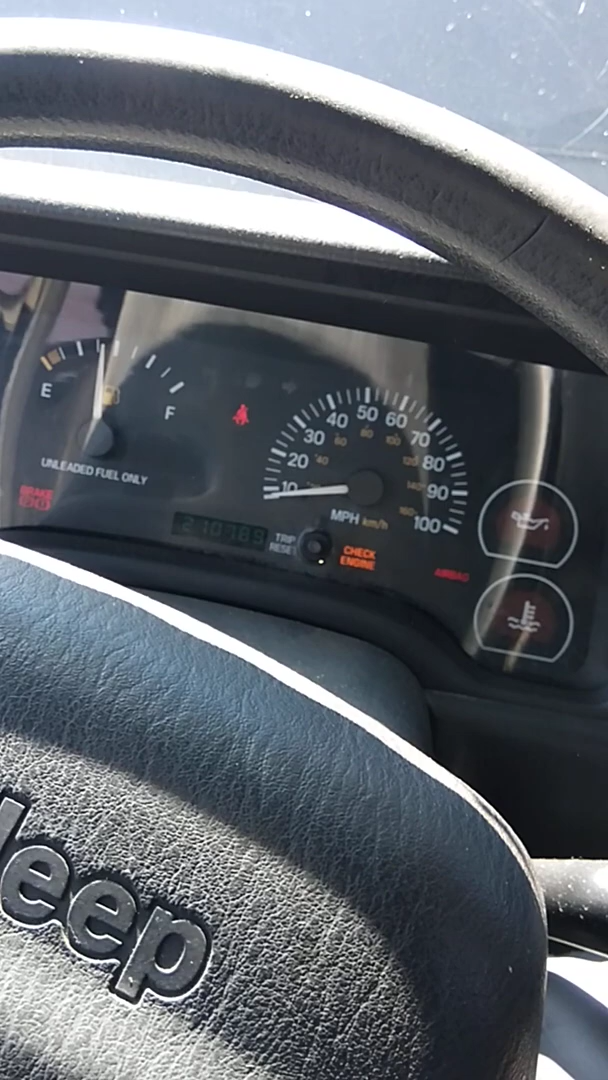 E
F
UNLEADED FUEL ONLY
BRAKE
10
20
30
40
50
60
70
80
90
100
MPH km/h
TRIP
RESET
CHECK
ENGINE
AIRBAG
Jeep